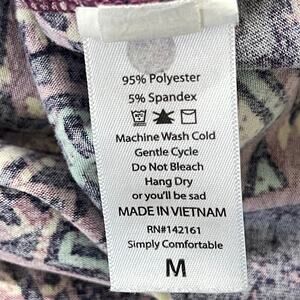 95% Polyester
5% Spandex
Machine Wash Cold
Gentle Cycle
Do Not Bleach
Hang Dry
or you'll be sad
MADE IN VIETNAM
RN#142161
Simply Comfortable
M